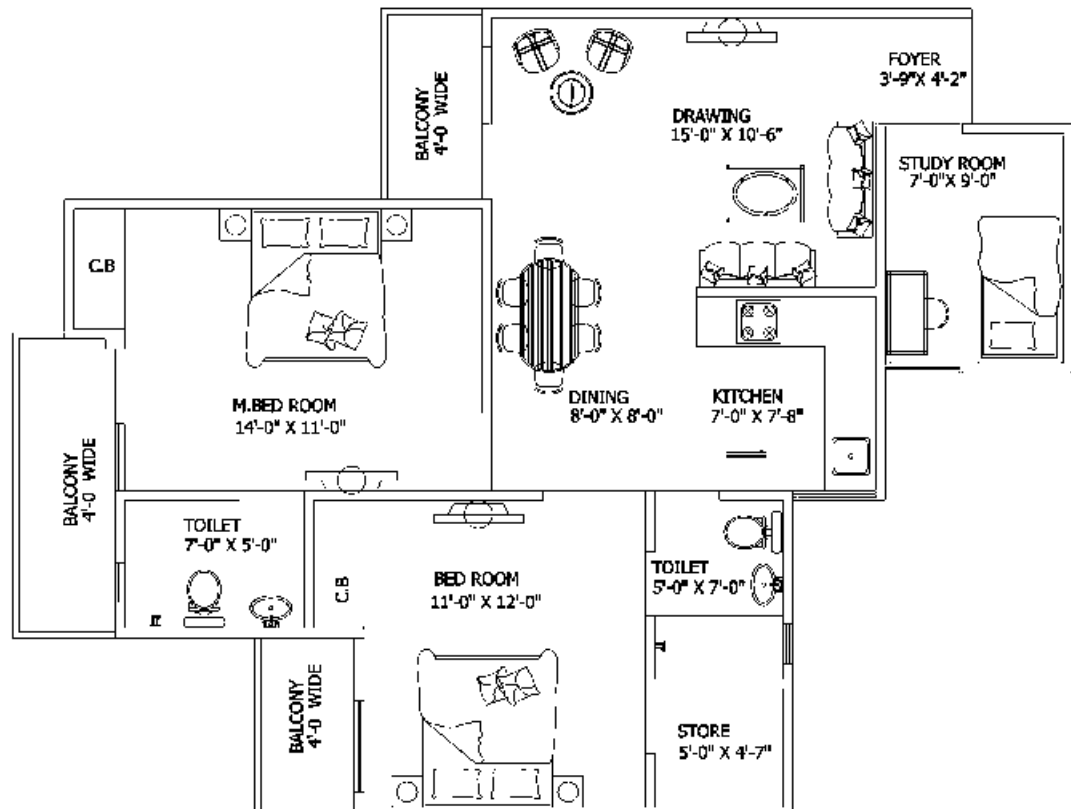 FOYER
3'-9"X 4'-2"
BALCONY
4'-0 WIDE
DRAWING
15'-0" X 10'-6"
STUDY ROOM
7'-0"X 9'-0"
C.B
M.BED ROOM
14'-0" X 11'-0"
DINING
8'-0" X 8'-0"
KITCHEN
7'-0" X 7'-8"
BALCONY
4'-0 WIDE
TOILET
7'-0" X 5'-0"
C.B
BED ROOM
11'-0" X 12'-0"
TOILET
5'-0" X 7'-0"
BALCONY
4'-0 WIDE
STORE
5'-0" X 4'-7"